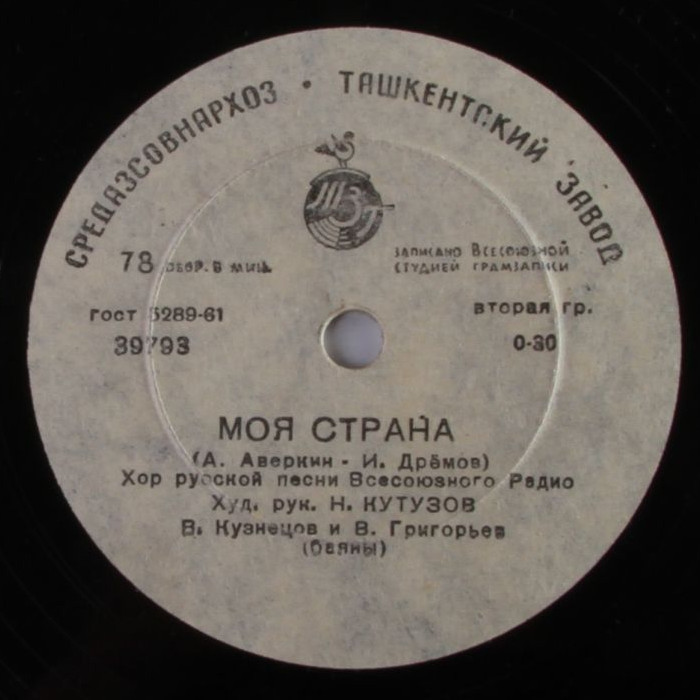 СРЕДАЗСОВНАРХОЗ • ТАШКЕНТСКИЙ ЗАВОД
ТЗГ
78 обор. в мин.
записано Всесоюзной
студией грамзаписи
гост 5289-61
вторая гр.
39793
0-30
МОЯ СТРАНА
(А. Аверкин - И. Дрёмов)
Хор русской песни Всесоюзного Радио
Худ. рук. Н. КУТУЗОВ
В. Кузнецов и В. Григорьев
(баяны)